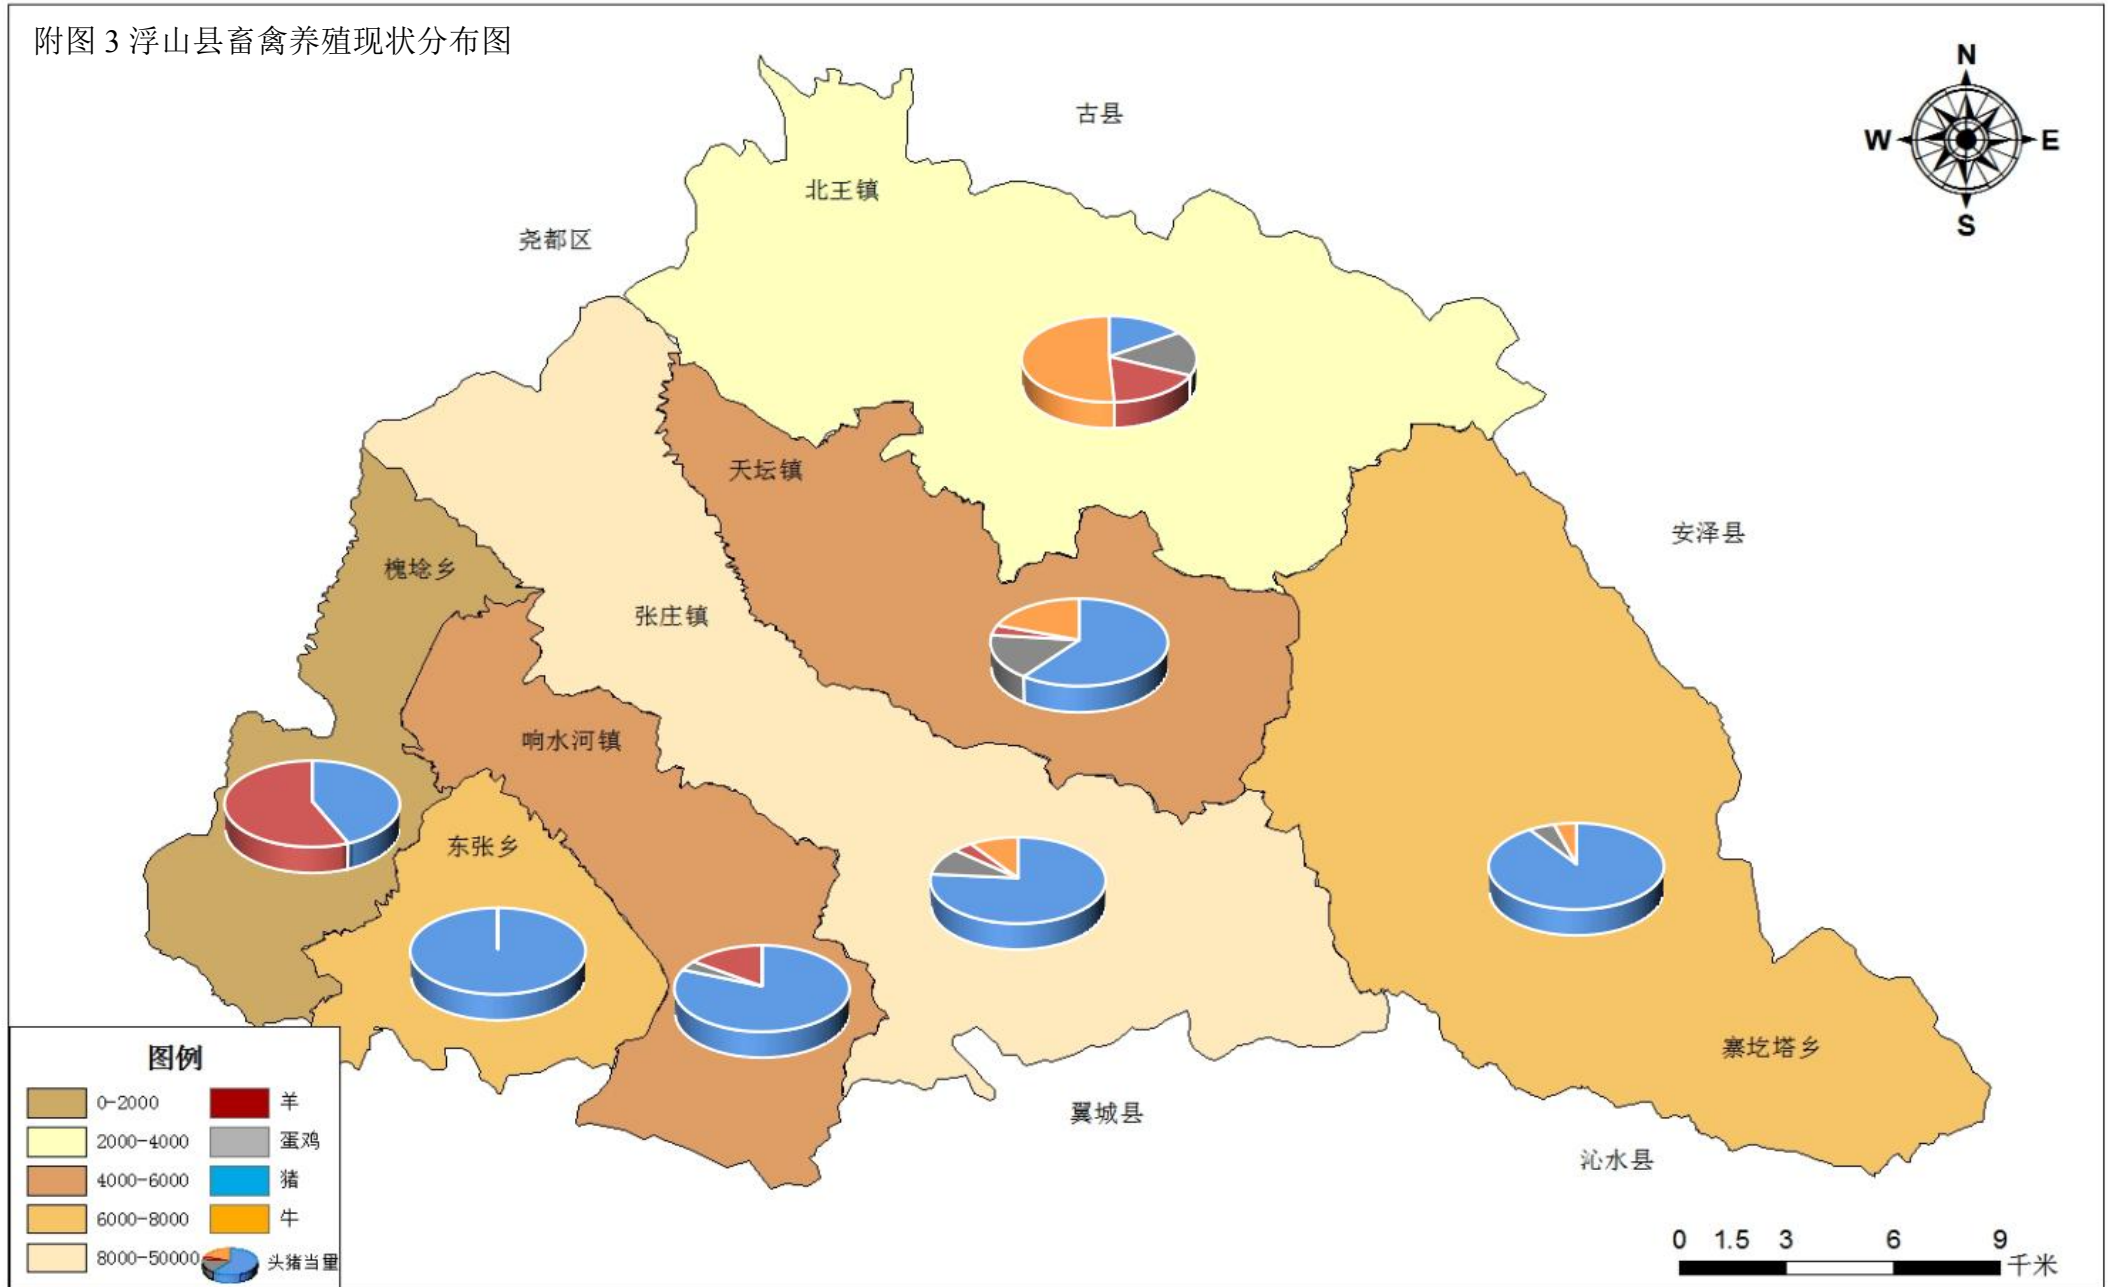 附图 3 浮山县畜禽养殖现状分布图
N
古县
W
E
北王镇
S
尧都区
天坛镇
安泽县
槐埝乡
张庄镇
响水河镇
东张乡
寨圪塔乡
图例
0-2000
羊
2000-4000
蛋鸡
翼城县
4000-6000
猪
沁水县
6000-8000
牛
8000-50000
头猪当量
0 1.5 3 6 9
千米